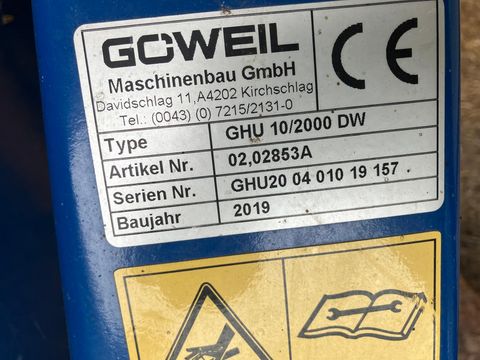 GÖWEIL
CE
Maschinenbau GmbH
Davidschlag 11,A4202 Kirchschlag
Tel.: (0043) (0) 7215/2131-0
Type GHU 10/2000 DW
Artikel Nr. 02,02853A
Serien Nr. GHU20 04 010 19 157
Baujahr 2019